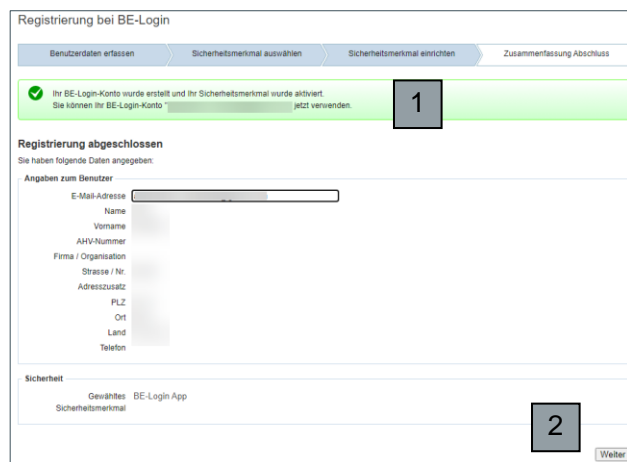 Registrierung bei BE-Login
Benutzerdaten erfassen Sicherheitsmerkmal auswählen Sicherheitsmerkmal einrichten Zusammenfassung Abschluss
Ihr BE-Login-Konto wurde erstellt und Ihr Sicherheitsmerkmal wurde aktiviert.
Sie können Ihr BE-Login-Konto " jetzt verwenden.
1
Registrierung abgeschlossen
Sie haben folgende Daten angegeben:
Angaben zum Benutzer
E-Mail-Adresse
Name
Vorname
AHV-Nummer
Firma / Organisation
Strasse / Nr.
Adresszusatz
PLZ
Ort
Land
Telefon
Sicherheit
Gewähltes BE-Login App
Sicherheitsmerkmal
2
Weiter